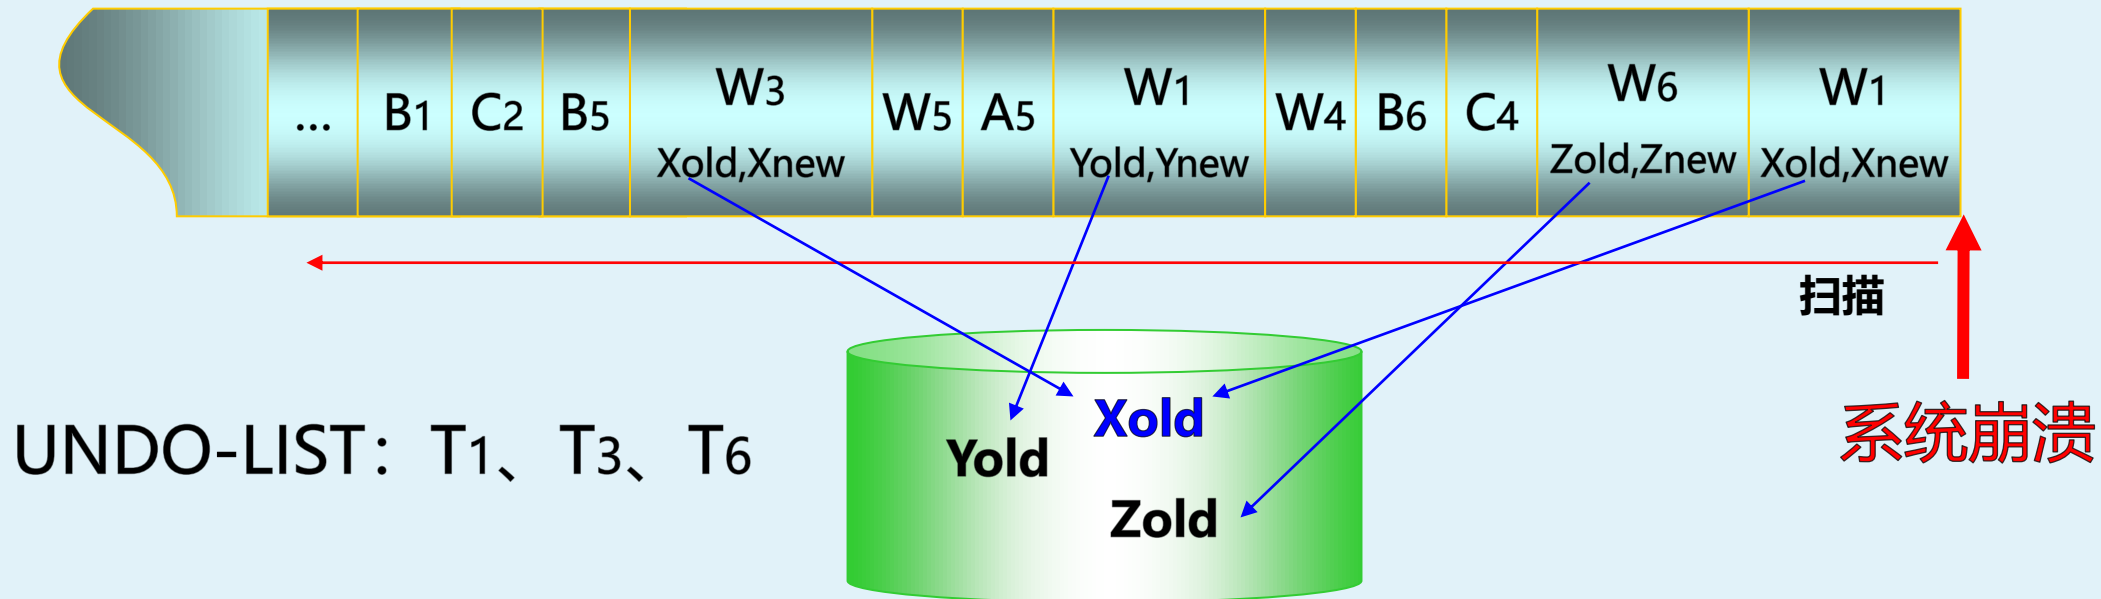 ... B1 C2 B5 W3 W5 A5 W1 W4 B6 C4 W6 W1
Xold,Xnew Yold,Ynew Zold,Znew Xold,Xnew
扫描
Xold
Yold
Zold
UNDO-LIST：T1、T3、T6
系统崩溃